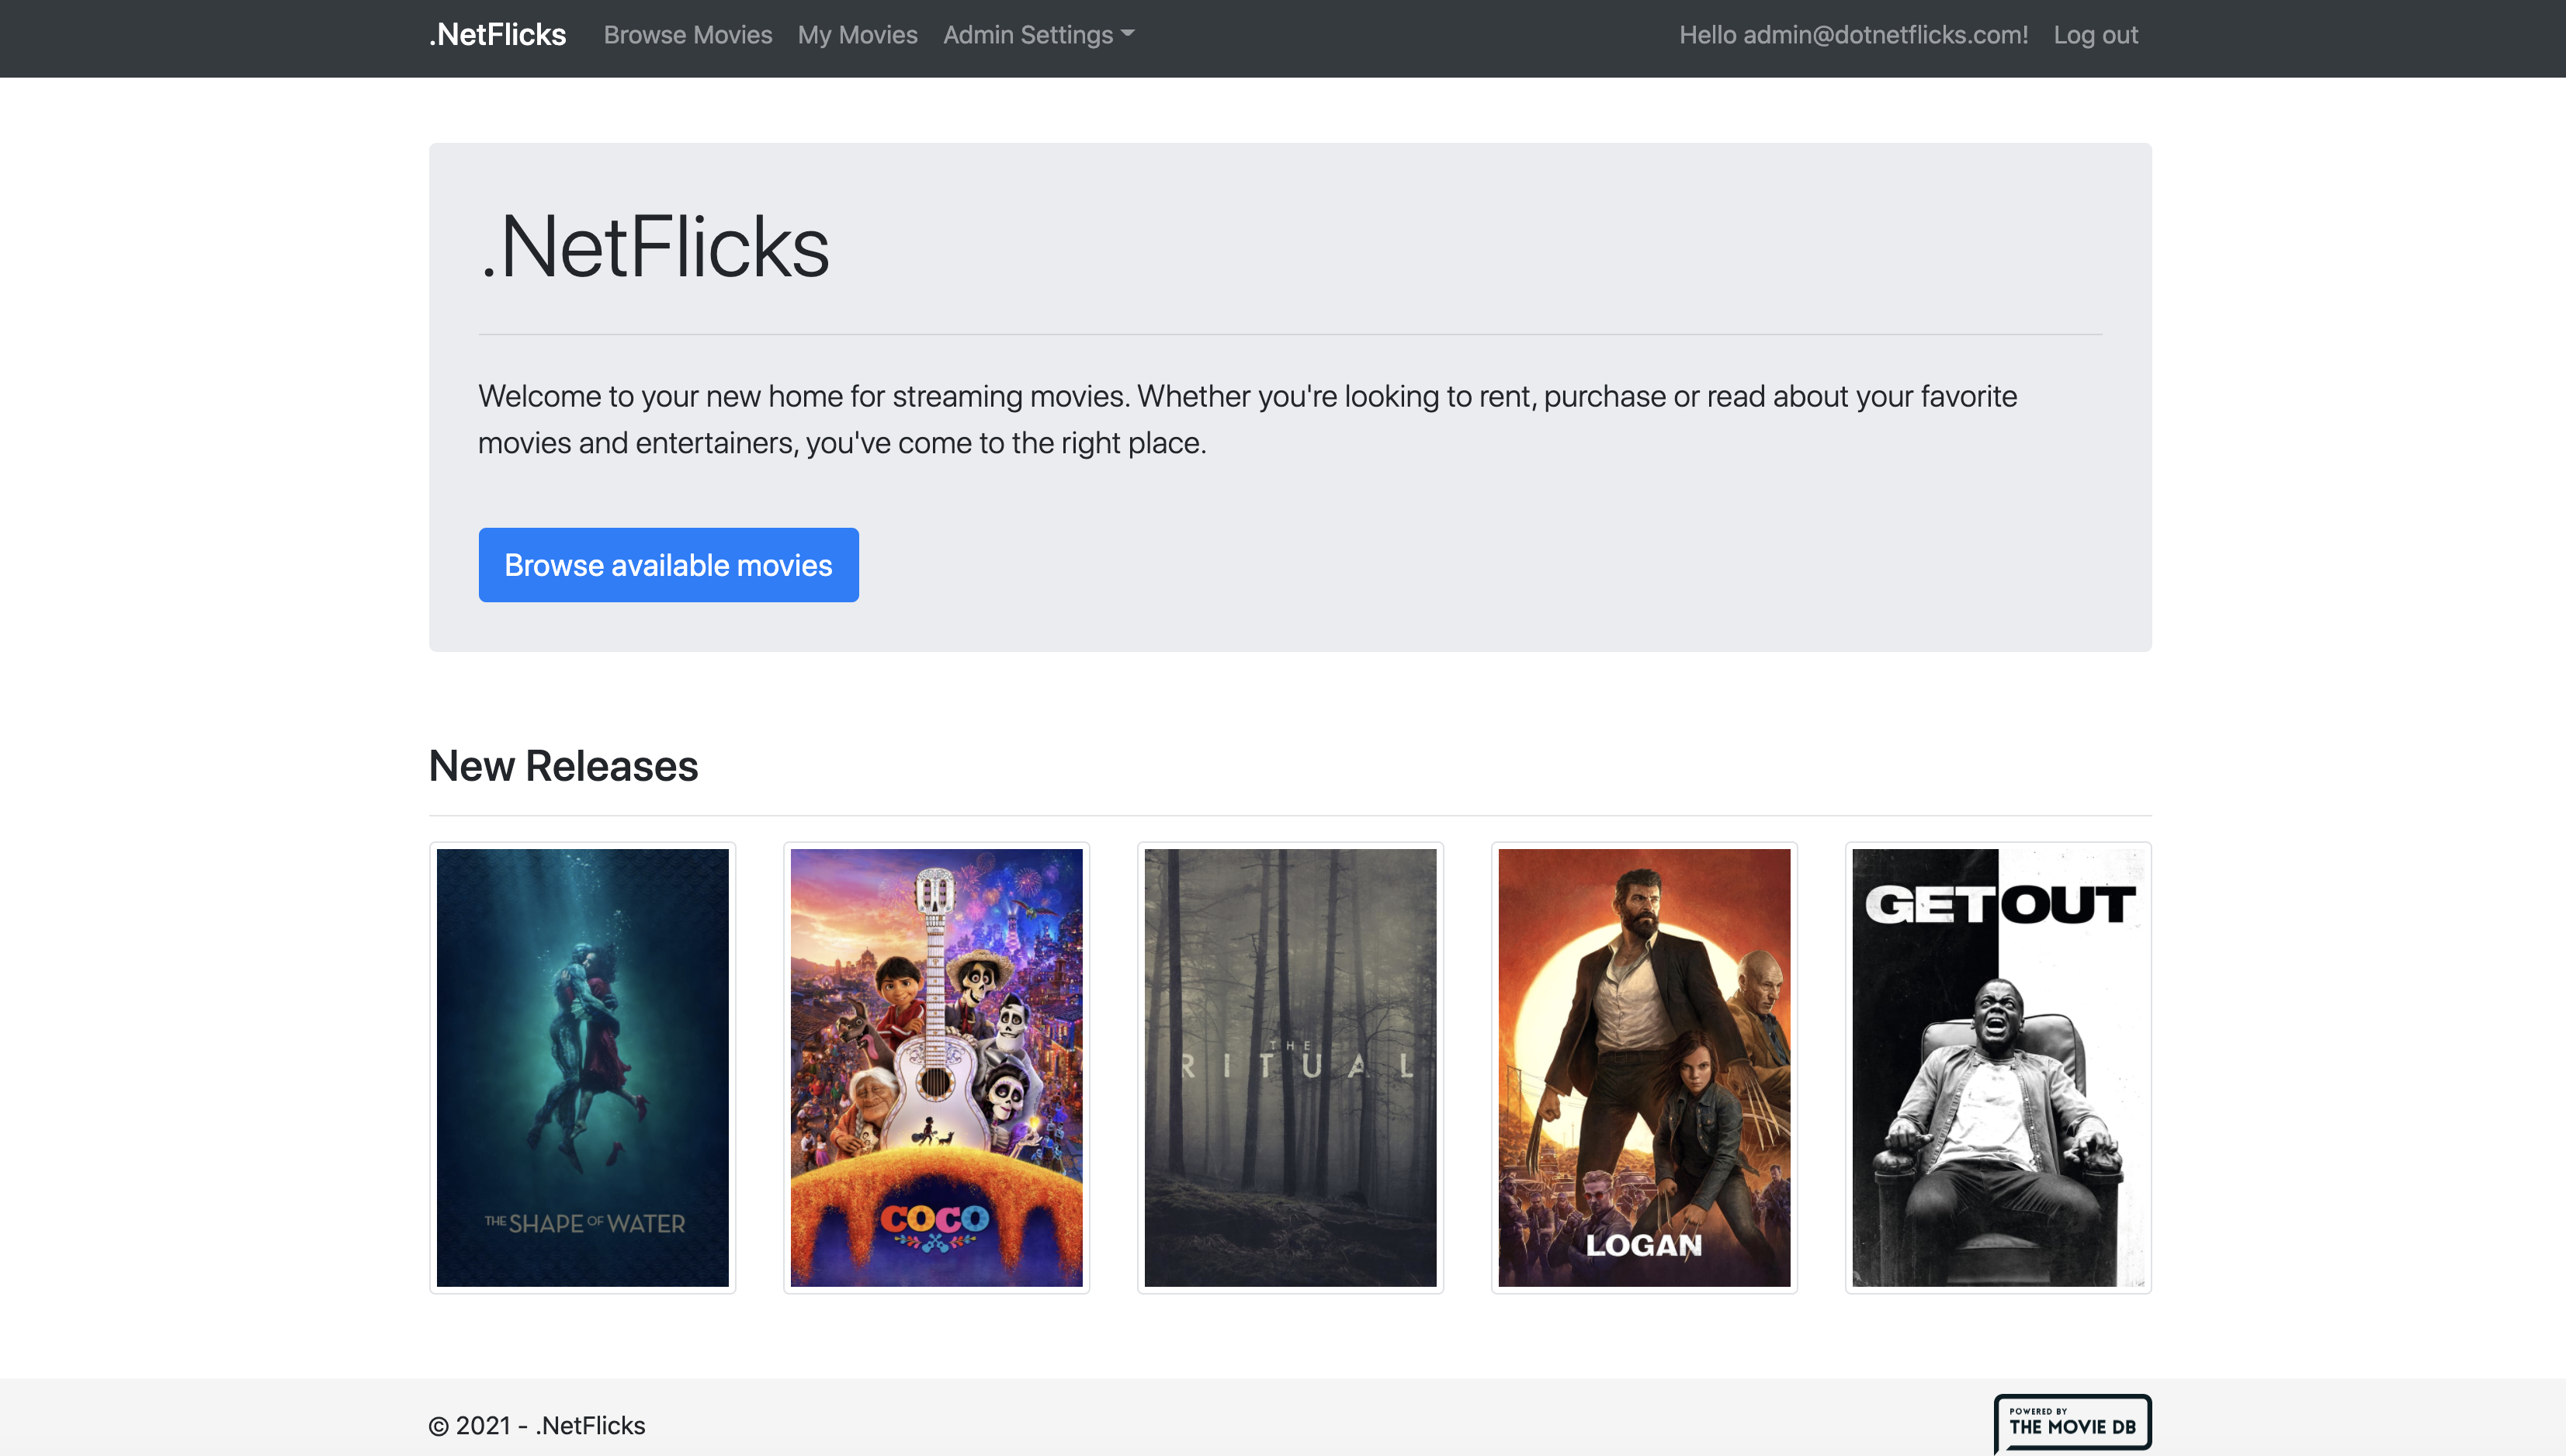 .NetFlicks Browse Movies My Movies Admin Settings Hello admin@dotnetflicks.com! Log out
.NetFlicks
Welcome to your new home for streaming movies. Whether you're looking to rent, purchase or read about your favorite
movies and entertainers, you've come to the right place.
Browse available movies
New Releases
THE SHAPE OF WATER
COCO
THE
RITUAL
LOGAN
GET OUT
© 2021 - .NetFlicks
POWERED BY
THE MOVIE DB